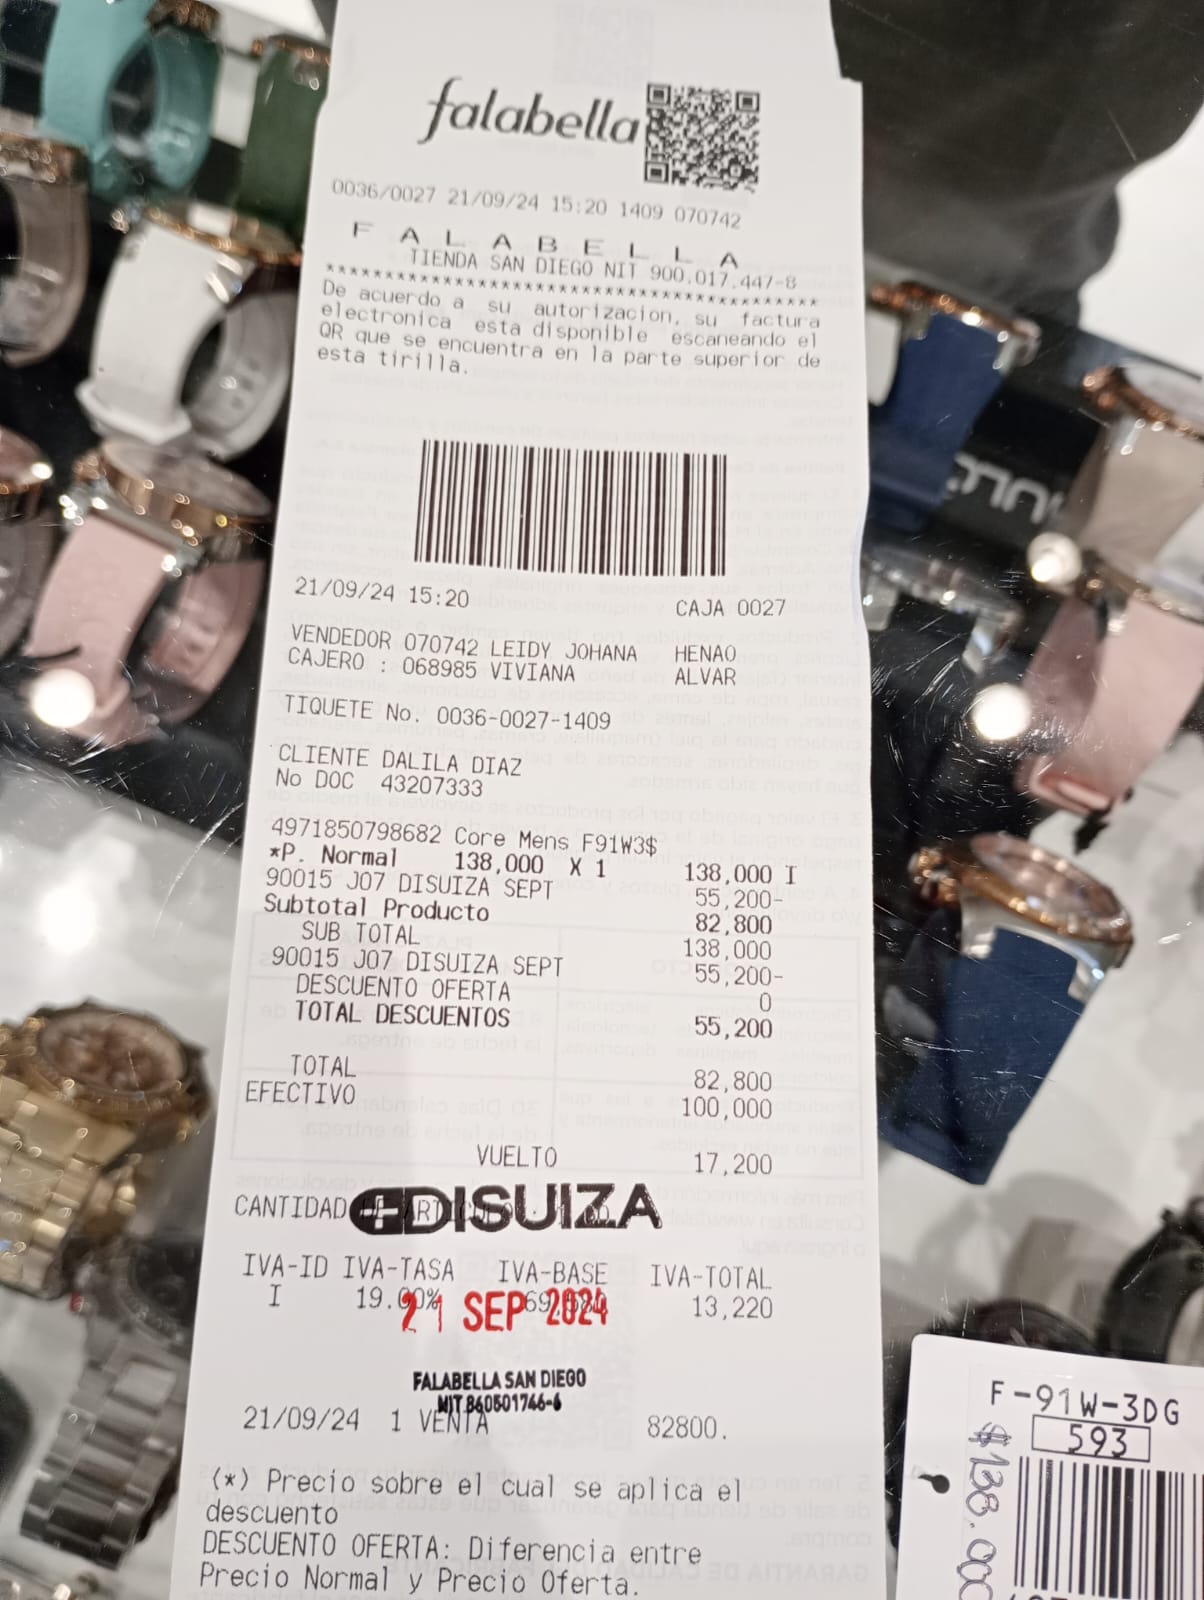 falabella
0036/0027 21/09/24 15:20 1409 070742
F A L A B E L L A
TIENDA SAN DIEGO NIT 900.017.447-8
******************************************
De acuerdo a su autorizacion, su factura
electronica esta disponible escaneando el
QR que se encuentra en la parte superior de
esta tirilla.
21/09/24 15:20 CAJA 0027
VENDEDOR 070742 LEIDY JOHANA HENAO
CAJERO : 068985 VIVIANA ALVAR
TIQUETE No. 0036-0027-1409
CLIENTE DALILA DIAZ
No DOC 43207333
4971850798682 Core Mens F91W3$
*P. Normal 138,000 X 1 138,000 I
90015 J07 DISUIZA SEPT 55,200-
Subtotal Producto 82,800
SUB TOTAL 138,000
90015 J07 DISUIZA SEPT 55,200-
DESCUENTO OFERTA 0
TOTAL DESCUENTOS 55,200
TOTAL 82,800
EFECTIVO 100,000
VUELTO 17,200
CANTIDAD
DISUIZA
IVA-ID IVA-TASA IVA-BASE IVA-TOTAL
I 19.00% 13,220
21 SEP 2024
FALABELLA SAN DIEGO
NIT 860501746-6
21/09/24 1 VENTA 82800.
(*) Precio sobre el cual se aplica el
descuento
DESCUENTO OFERTA: Diferencia entre
Precio Normal y Precio Oferta.
F-91W-3DG
593
$138.000